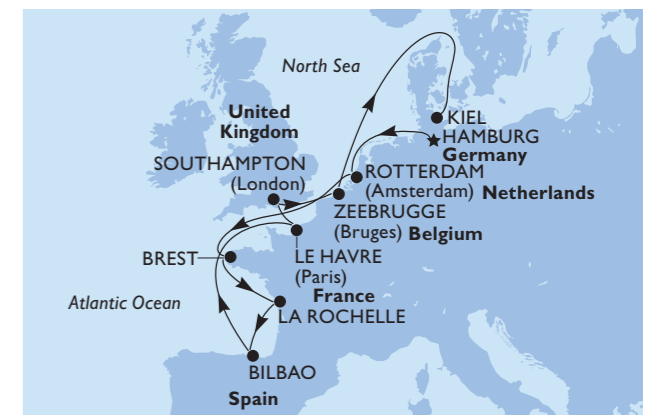 North Sea
KIEL
HAMBURG
Germany
United
Kingdom
SOUTHAMPTON
(London)
ROTTERDAM
(Amsterdam) Netherlands
ZEEBRUGGE
(Bruges) Belgium
BREST
LE HAVRE
(Paris)
France
Atlantic Ocean
LA ROCHELLE
BILBAO
Spain